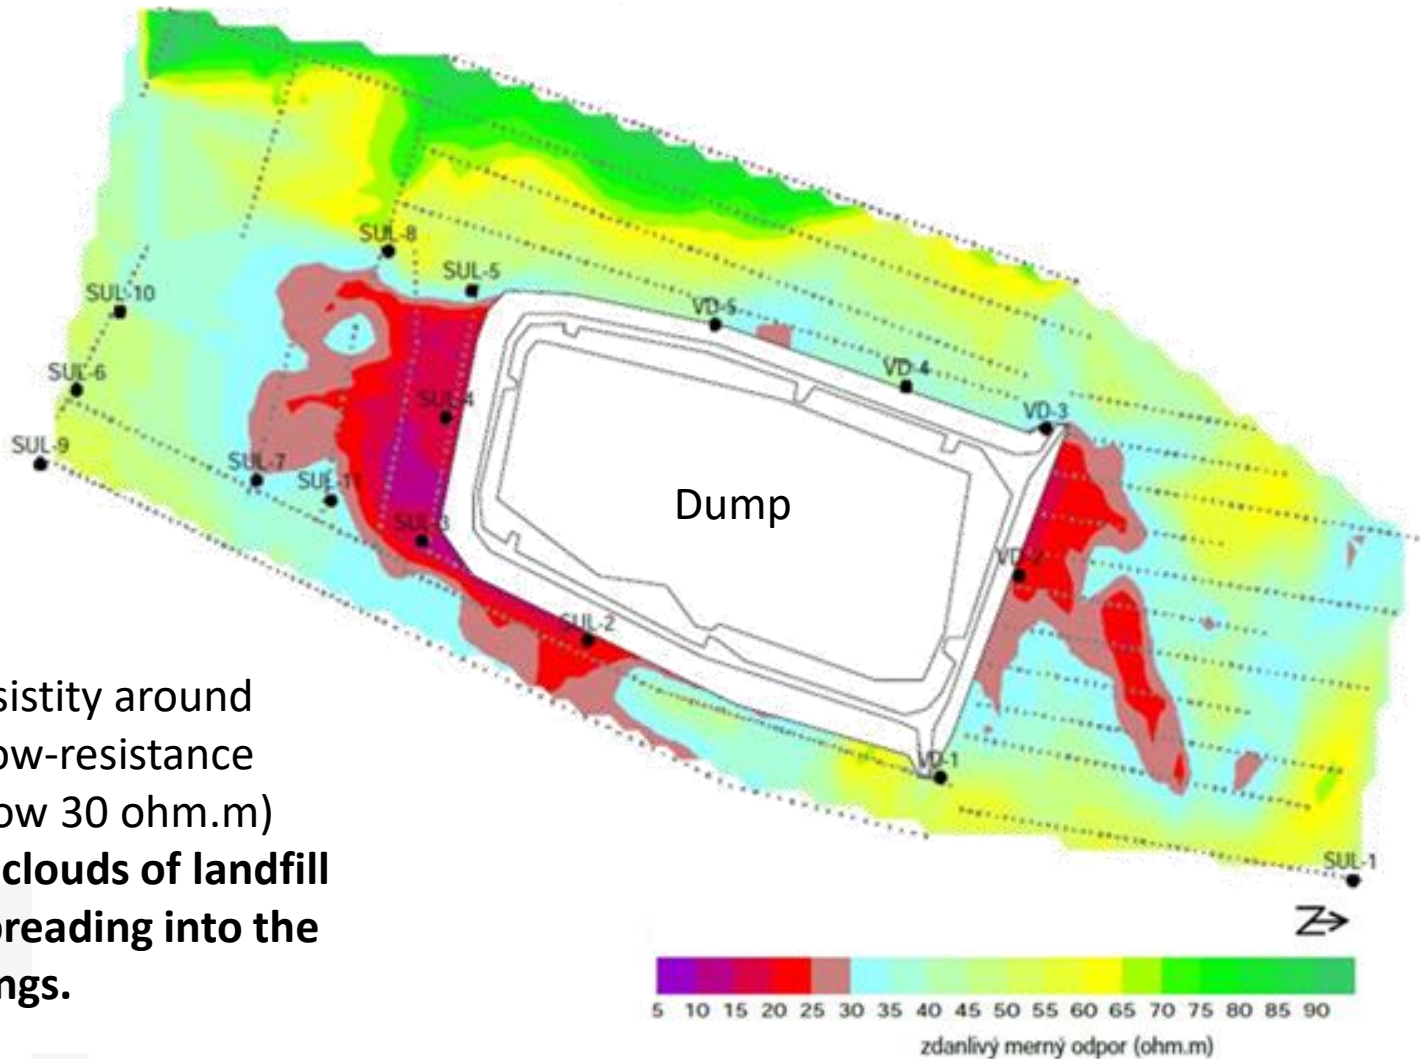 SUL-8
SUL-5
SUL-10
VD-5
SUL-6
VD-4
SUL-4
VD-3
SUL-9
SUL-7
SUL-11
Dump
SUL-3
VD-2
SUL-2
sistity around
ow-resistance
VD-1
ow 30 ohm.m)
clouds of landfill
SUL-1
preading into the
Z
ngs.
5 10 15 20 25 30 35 40 45 50 55 60 65 70 75 80 85 90
zdanlivý merný odpor (ohm.m)